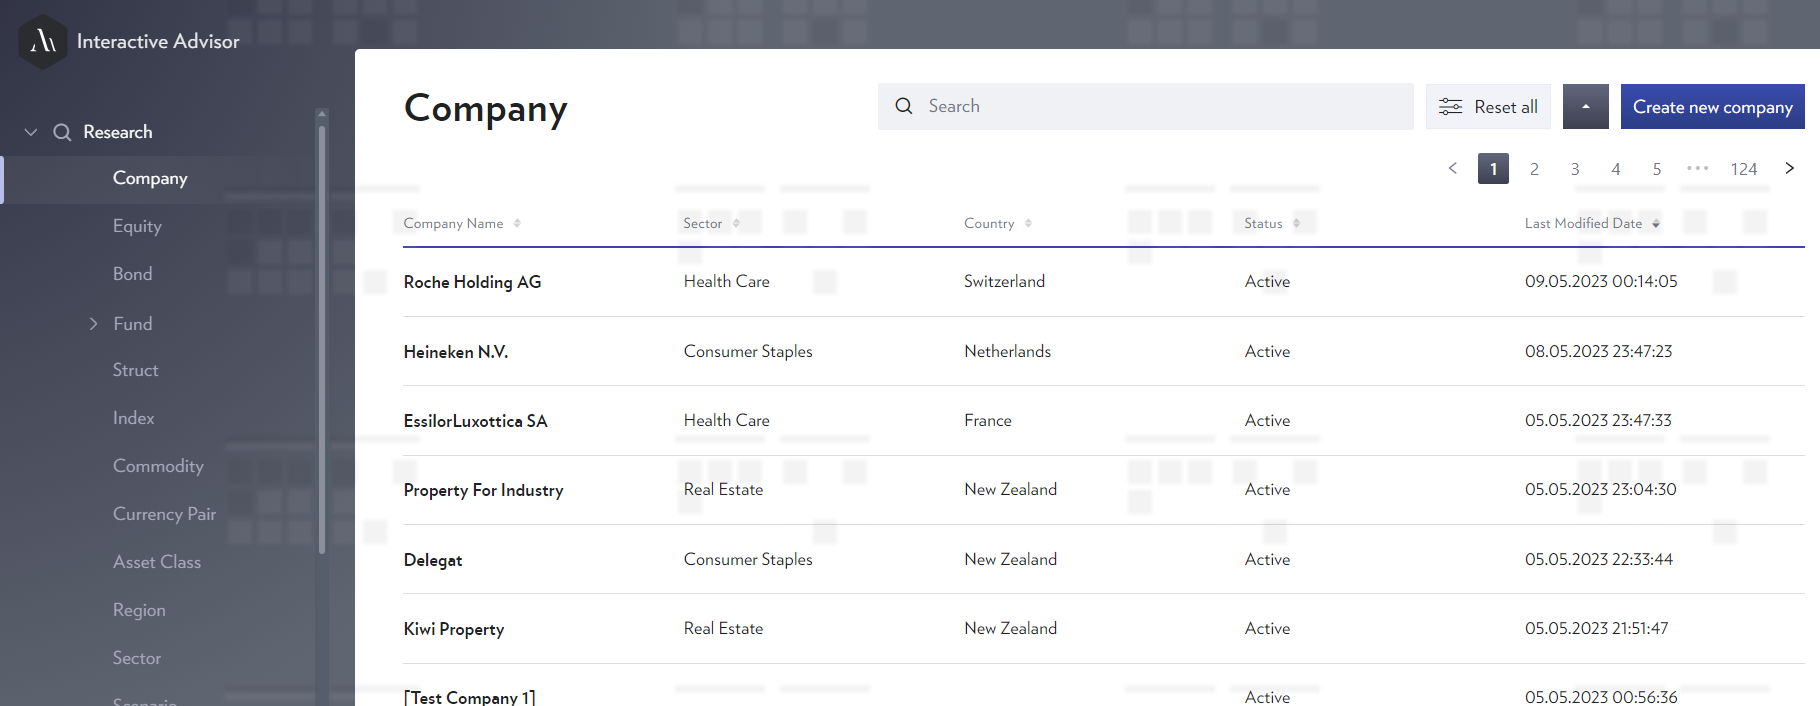 Interactive Advisor
Research
Company
Equity
Bond
Fund
Struct
Index
Commodity
Currency Pair
Asset Class
Region
Sector
Scenario
Company
Search
Reset all
Create new company
1 2 3 4 5 ••• 124
Company Name Sector Country Status Last Modified Date
Roche Holding AG Health Care Switzerland Active 09.05.2023 00:14:05
Heineken N.V. Consumer Staples Netherlands Active 08.05.2023 23:47:23
EssilorLuxottica SA Health Care France Active 05.05.2023 23:47:33
Property For Industry Real Estate New Zealand Active 05.05.2023 23:04:30
Delegat Consumer Staples New Zealand Active 05.05.2023 22:33:44
Kiwi Property Real Estate New Zealand Active 05.05.2023 21:51:47
[Test Company 1] Active 05.05.2023 00:56:36